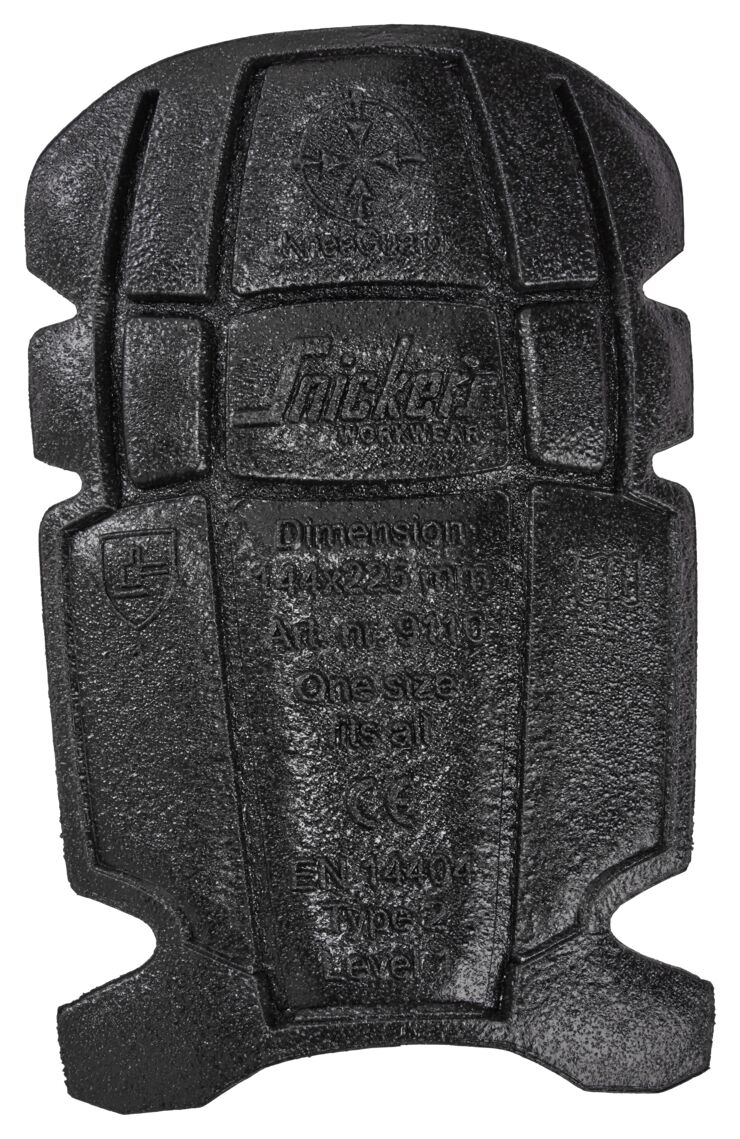 KneeGuard
Snickers
WORKWEAR
Dimension
144x225 mm
Art. nr. 9110
One size
fits all
CE
EN 14404
Type 2
Level 1